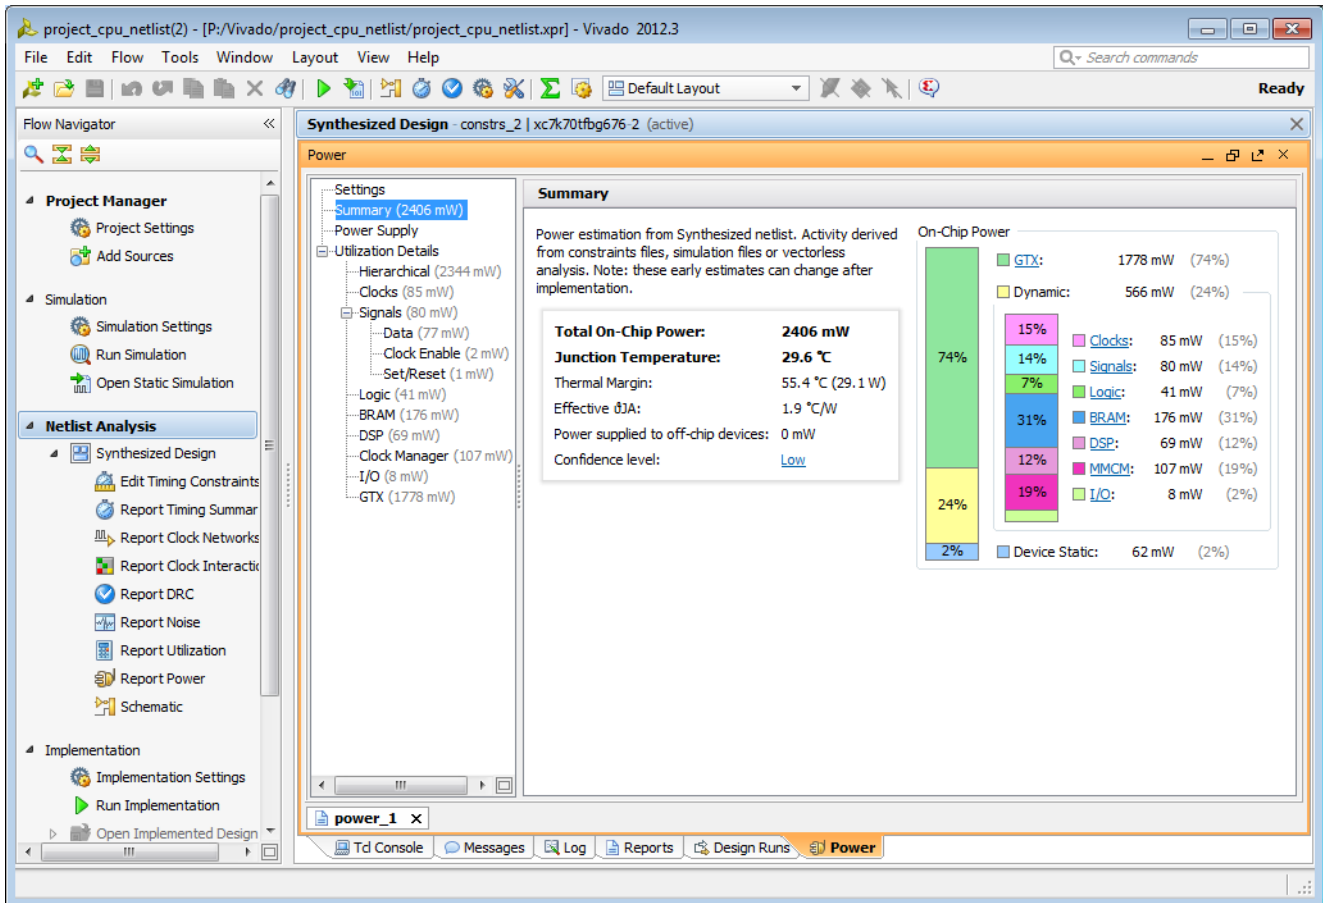 project_cpu_netlist(2) - [P:/Vivado/project_cpu_netlist/project_cpu_netlist.xpr] - Vivado 2012.3
File Edit Flow Tools Window Layout View Help
Search commands
Default Layout
Ready
Flow Navigator
Project Manager
Project Settings
Add Sources
Simulation
Simulation Settings
Run Simulation
Open Static Simulation
Netlist Analysis
Synthesized Design
Edit Timing Constraints
Report Timing Summar
Report Clock Networks
Report Clock Interactio
Report DRC
Report Noise
Report Utilization
Report Power
Schematic
Implementation
Implementation Settings
Run Implementation
Open Implemented Design
Synthesized Design - constrs_2 | xc7k70tfbg676-2 (active)
Power
Settings
Summary (2406 mW)
Power Supply
Utilization Details
Hierarchical (2344 mW)
Clocks (85 mW)
Signals (80 mW)
Data (77 mW)
Clock Enable (2 mW)
Set/Reset (1 mW)
Logic (41 mW)
BRAM (176 mW)
DSP (69 mW)
Clock Manager (107 mW)
I/O (8 mW)
GTX (1778 mW)
Summary
Power estimation from Synthesized netlist. Activity derived
from constraints files, simulation files or vectorless
analysis. Note: these early estimates can change after
implementation.
Total On-Chip Power: 2406 mW
Junction Temperature: 29.6 °C
Thermal Margin: 55.4 °C (29.1 W)
Effective ϑJA: 1.9 °C/W
Power supplied to off-chip devices: 0 mW
Confidence level: Low
On-Chip Power
74%
24%
2%
GTX: 1778 mW (74%)
Dynamic: 566 mW (24%)
15%
14%
7%
31%
12%
19%
Clocks: 85 mW (15%)
Signals: 80 mW (14%)
Logic: 41 mW (7%)
BRAM: 176 mW (31%)
DSP: 69 mW (12%)
MMCM: 107 mW (19%)
I/O: 8 mW (2%)
Device Static: 62 mW (2%)
power_1
Tcl Console Messages Log Reports Design Runs Power